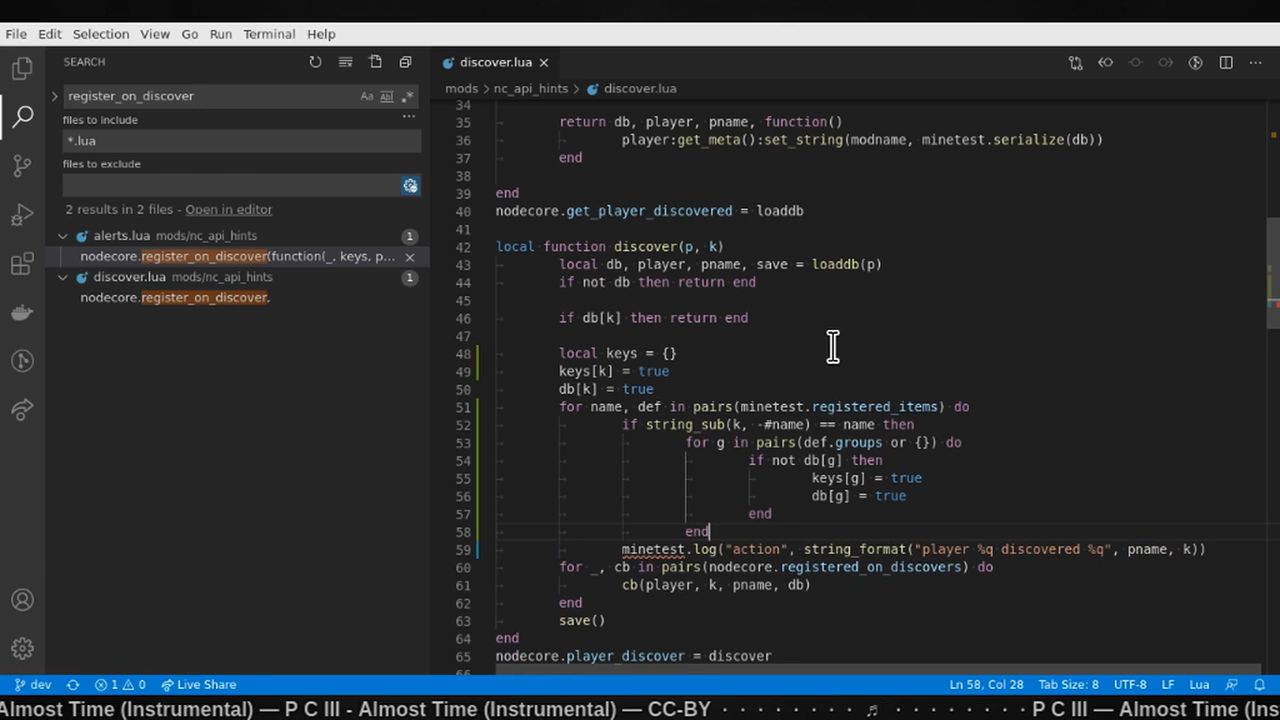 File Edit Selection View Go Run Terminal Help
SEARCH
register_on_discover
Aa Ab .*
files to include
*.lua
files to exclude
2 results in 2 files - Open in editor
alerts.lua mods/nc_api_hints 1
nodecore.register_on_discover(function(_, keys, p...
discover.lua mods/nc_api_hints 1
nodecore.register_on_discover,
discover.lua
mods > nc_api_hints > discover.lua
34
35 return db, player, pname, function()
36 player:get_meta():set_string(modname, minetest.serialize(db))
37 end
38
39 end
40 nodecore.get_player_discovered = loaddb
41
42 local function discover(p, k)
43 local db, player, pname, save = loaddb(p)
44 if not db then return end
45
46 if db[k] then return end
47
48 local keys = {}
49 keys[k] = true
50 db[k] = true
51 for name, def in pairs(minetest.registered_items) do
52 if string_sub(k, -#name) == name then
53 for g in pairs(def.groups or {}) do
54 if not db[g] then
55 keys[g] = true
56 db[g] = true
57 end
58 end
59 minetest.log("action", string_format("player %q discovered %q", pname, k))
60 for _, cb in pairs(nodecore.registered_on_discovers) do
61 cb(player, k, pname, db)
62 end
63 save()
64 end
65 nodecore.player_discover = discover
66
dev 1 0 Live Share Ln 58, Col 28 Tab Size: 8 UTF-8 LF Lua
Almost Time (Instrumental) — P C III - Almost Time (Instrumental) — CC-BY · · · · · · · ♬ · · · · · · · · P C III — Almost Time (Ins